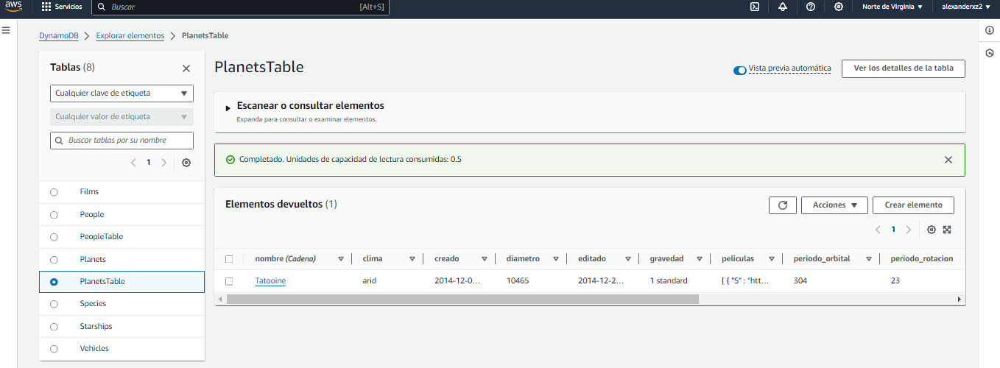 aws
Servicios
Buscar
[Alt+S]
Norte de Virginia
alexanderxz2
DynamoDB
Explorar elementos
PlanetsTable
Tablas (8)
Cualquier clave de etiqueta
Cualquier valor de etiqueta
Buscar tablas por su nombre
1
Films
People
PeopleTable
Planets
PlanetsTable
Species
Starships
Vehicles
PlanetsTable
Vista previa automática
Ver los detalles de la tabla
Escanear o consultar elementos
Expanda para consultar o examinar elementos.
Completado. Unidades de capacidad de lectura consumidas: 0.5
Elementos devueltos (1)
Acciones
Crear elemento
1
nombre (Cadena) clima creado diametro editado gravedad peliculas periodo_orbital periodo_rotacion
Tatooine arid 2014-12-0... 10465 2014-12-2... 1 standard [ { "S" : "htt... 304 23